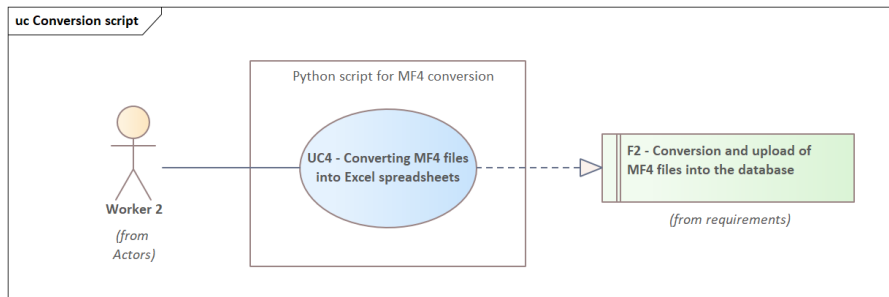 uc Conversion script
Python script for MF4 conversion
UC4 - Converting MF4 files
into Excel spreadsheets
F2 - Conversion and upload of
MF4 files into the database
(from requirements)
Worker 2
(from
Actors)